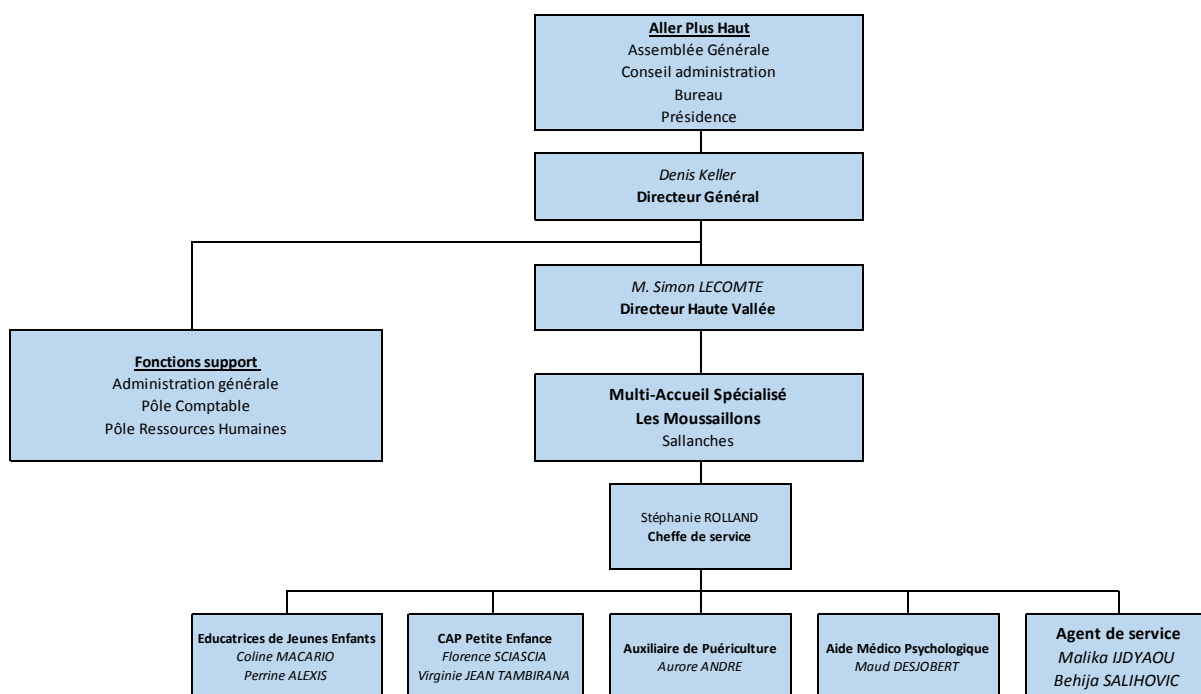 Aller Plus Haut
Assemblée Générale
Conseil administration
Bureau
Présidence
Denis Keller
Directeur Général
M. Simon LECOMTE
Directeur Haute Vallée
Fonctions support
Administration générale
Pôle Comptable
Pôle Ressources Humaines
Multi-Accueil Spécialisé
Les Moussaillons
Sallanches
Stéphanie ROLLAND
Cheffe de service
Educatrices de Jeunes Enfants
Coline MACARIO
Perrine ALEXIS
CAP Petite Enfance
Florence SCIASCIA
Virginie JEAN TAMBIRANA
Auxiliaire de Puériculture
Aurore ANDRE
Aide Médico Psychologique
Maud DESJOBERT
Agent de service
Malika IJDYAOU
Behija SALIHOVIC